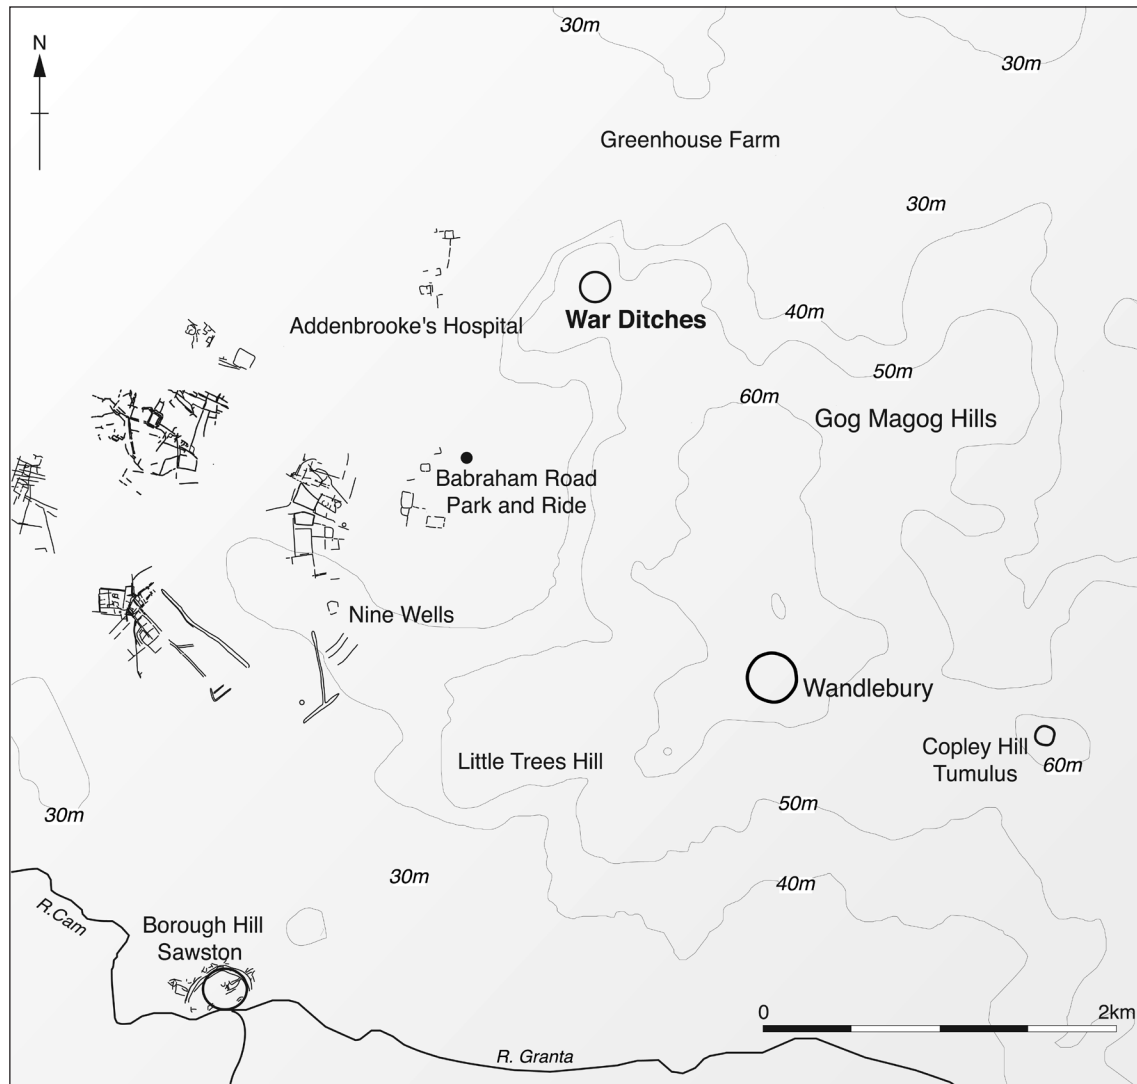 30m
N
30m
Greenhouse Farm
30m
40m
Addenbrooke's Hospital
War Ditches
50m
60m
Gog Magog Hills
Babraham Road
Park and Ride
Nine Wells
Wandlebury
Copley Hill
Tumulus
60m
Little Trees Hill
50m
30m
30m
40m
R.Cam
Borough Hill
Sawston
0
2km
R. Granta